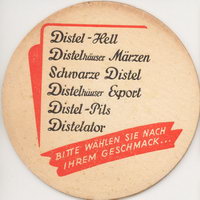 Distel-Hell
Distelhäuser Märzen
Schwarze Distel
Distelhäuser Export
Distel-Pils
Distelator
BITTE WÄHLEN SIE NACH
IHREM GESCHMACK...